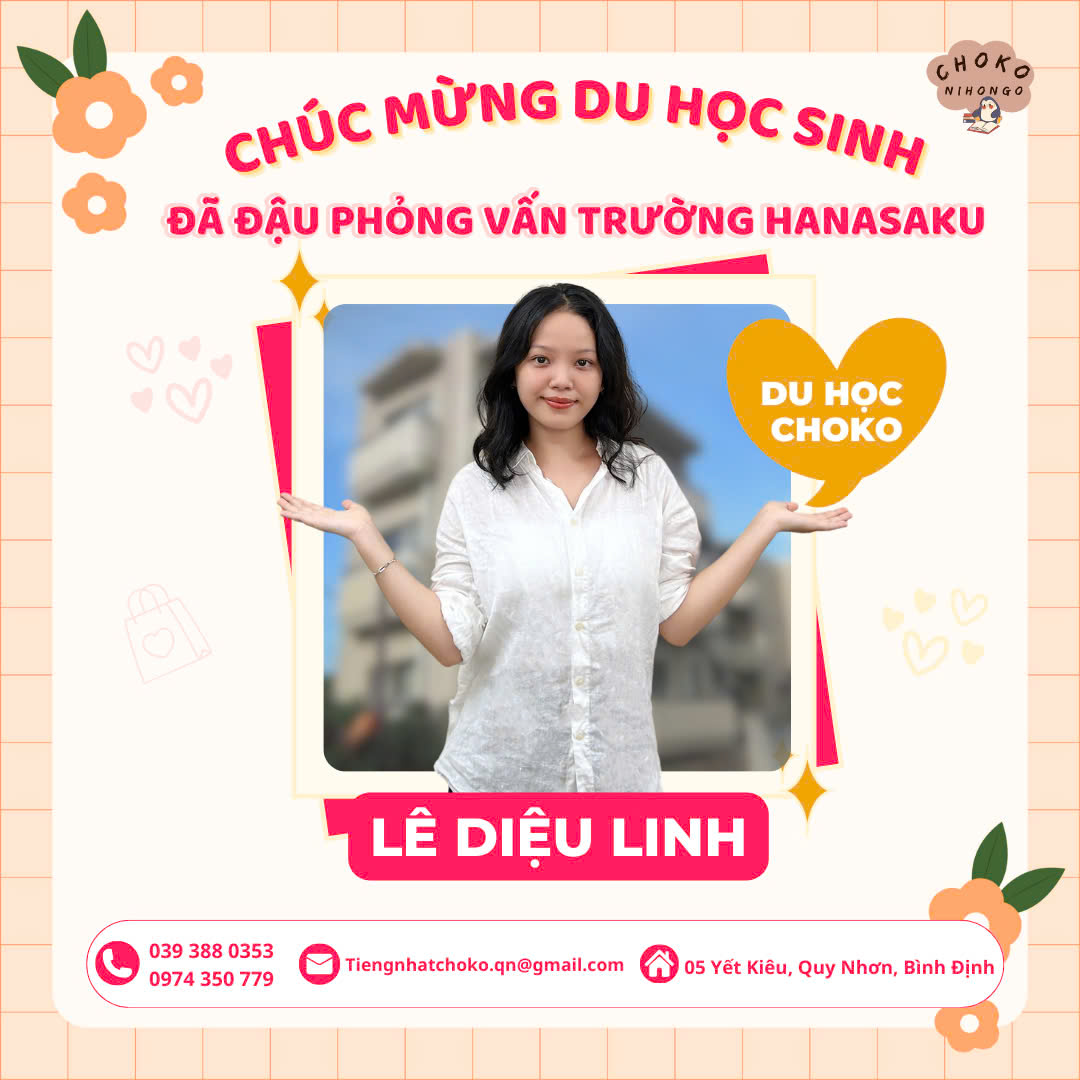 CHOKO
NIHONGO
CHÚC MỪNG DU HỌC SINH
ĐÃ ĐẬU PHỎNG VẤN TRƯỜNG HANASAKU
DU HỌC
CHOKO
LÊ DIỆU LINH
039 388 0353
0974 350 779
Tiengnhatchoko.qn@gmail.com
05 Yết Kiêu, Quy Nhơn, Bình Định